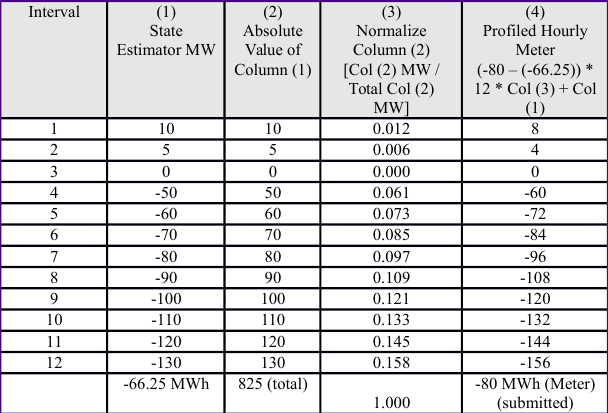 Interval (1) (2) (3) (4)
State Absolute Normalize Profiled Hourly
Estimator MW Value of Column (2) Meter
Column (1) [Col (2) MW / (-80 – (-66.25)) *
Total Col (2) 12 * Col (3) + Col
MW] (1)
1 10 10 0.012 8
2 5 5 0.006 4
3 0 0 0.000 0
4 -50 50 0.061 -60
5 -60 60 0.073 -72
6 -70 70 0.085 -84
7 -80 80 0.097 -96
8 -90 90 0.109 -108
9 -100 100 0.121 -120
10 -110 110 0.133 -132
11 -120 120 0.145 -144
12 -130 130 0.158 -156
-66.25 MWh 825 (total) -80 MWh (Meter)
1.000 (submitted)